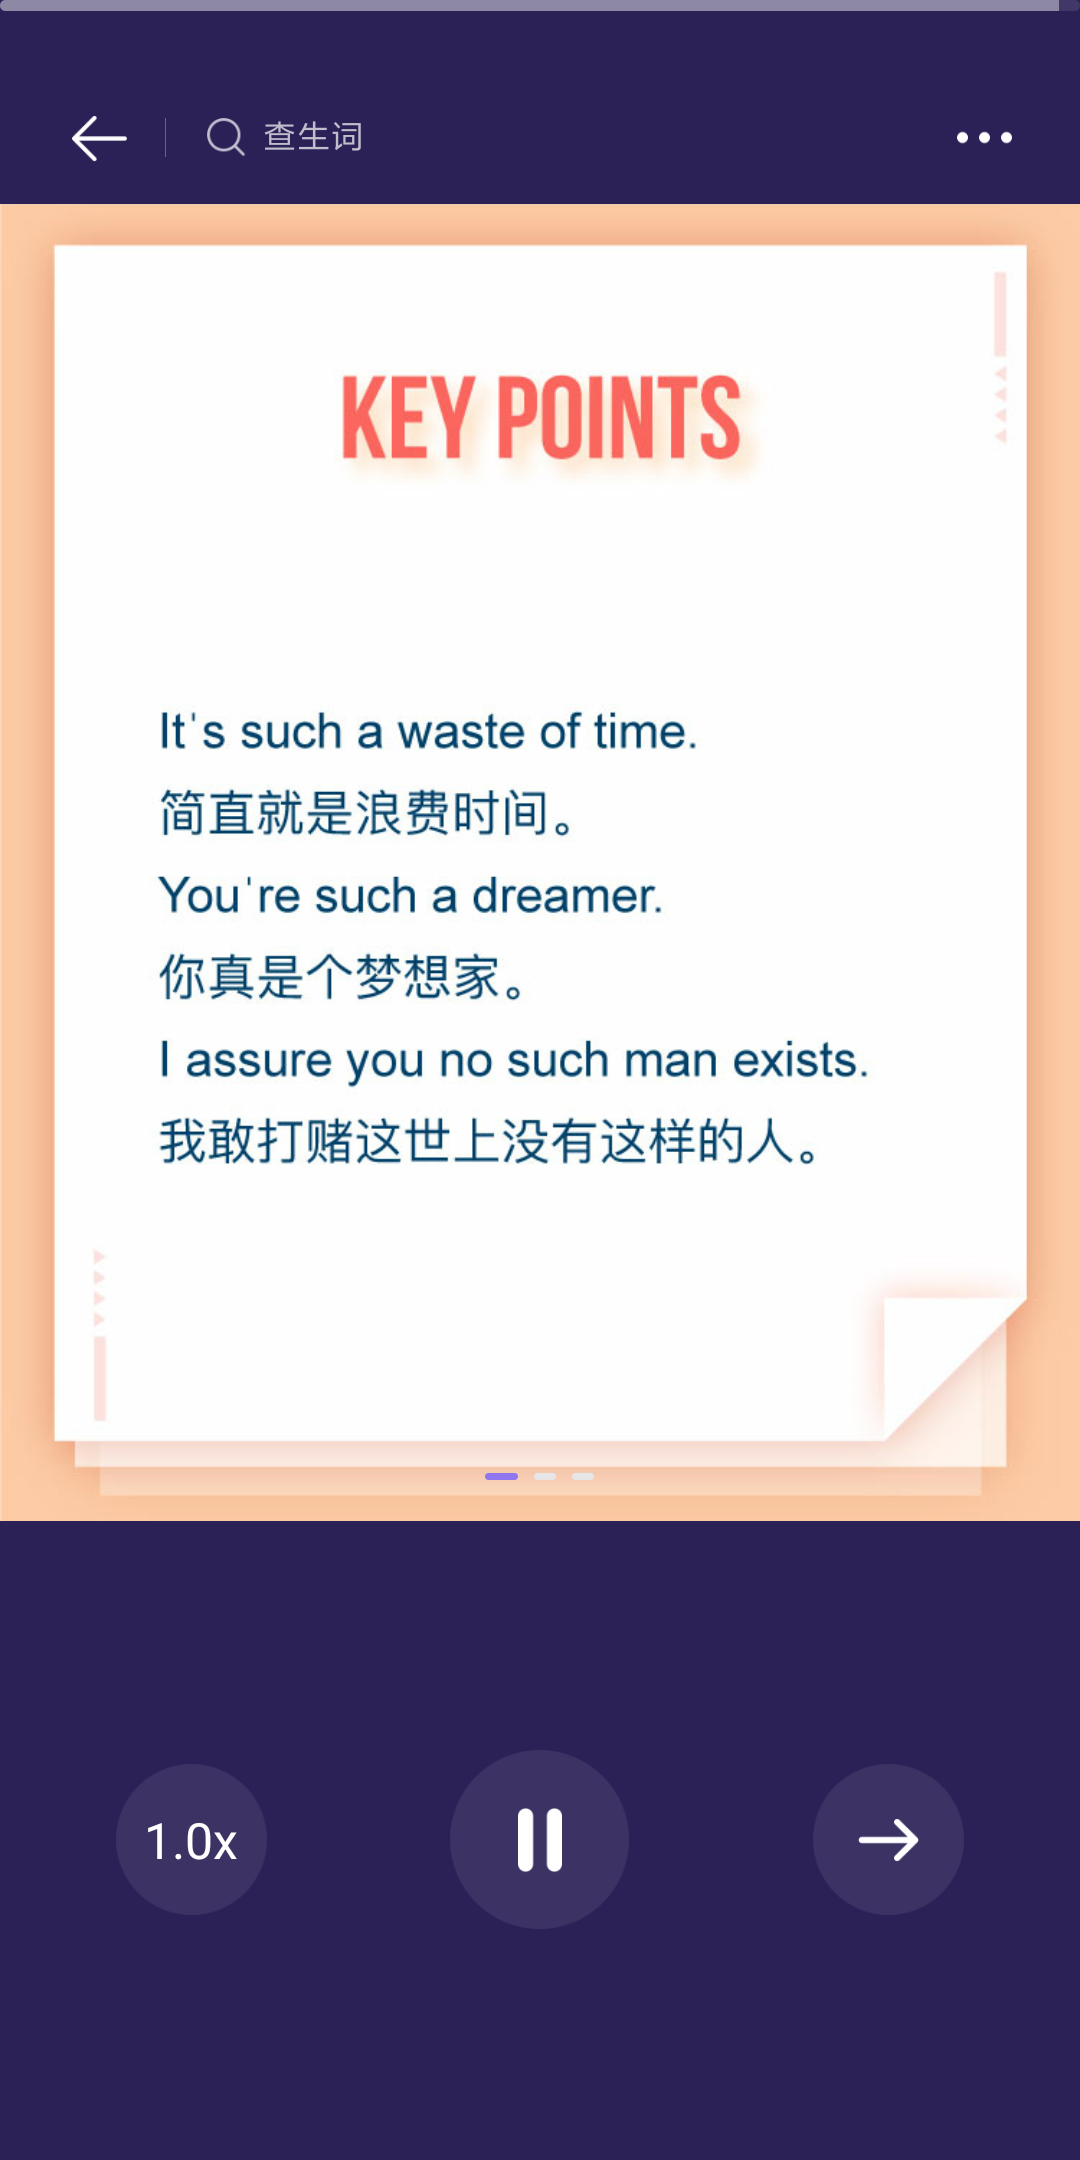 查生词
KEY POINTS
It's such a waste of time.
简直就是浪费时间。
You're such a dreamer.
你真是个梦想家。
I assure you no such man exists.
我敢打赌这世上没有这样的人。
1.0x